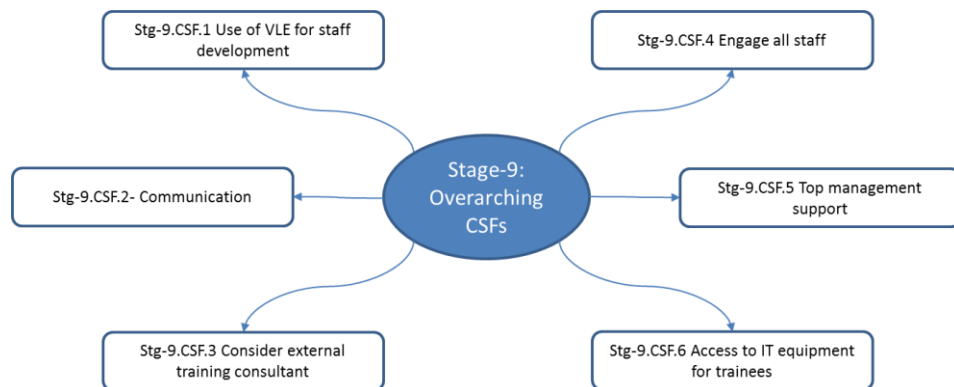 Stg-9.CSF.1 Use of VLE for staff
development
Stg-9.CSF.4 Engage all staff
Stage-9:
Overarching
CSFs
Stg-9.CSF.2- Communication
Stg-9.CSF.5 Top management
support
Stg-9.CSF.3 Consider external
training consultant
Stg-9.CSF.6 Access to IT equipment
for trainees